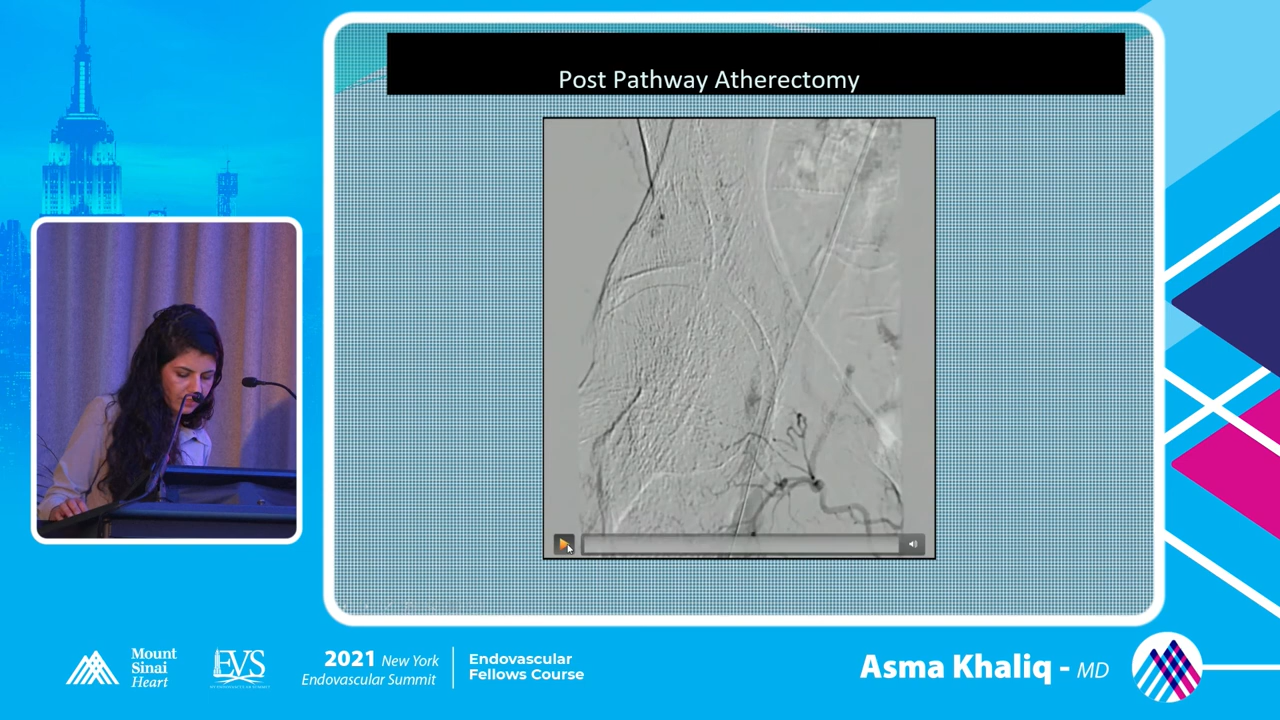 Post Pathway Atherectomy
Mount
Sinai
Heart
EVS
2021 New York
Endovascular Summit
Endovascular
Fellows Course
Asma Khaliq - MD